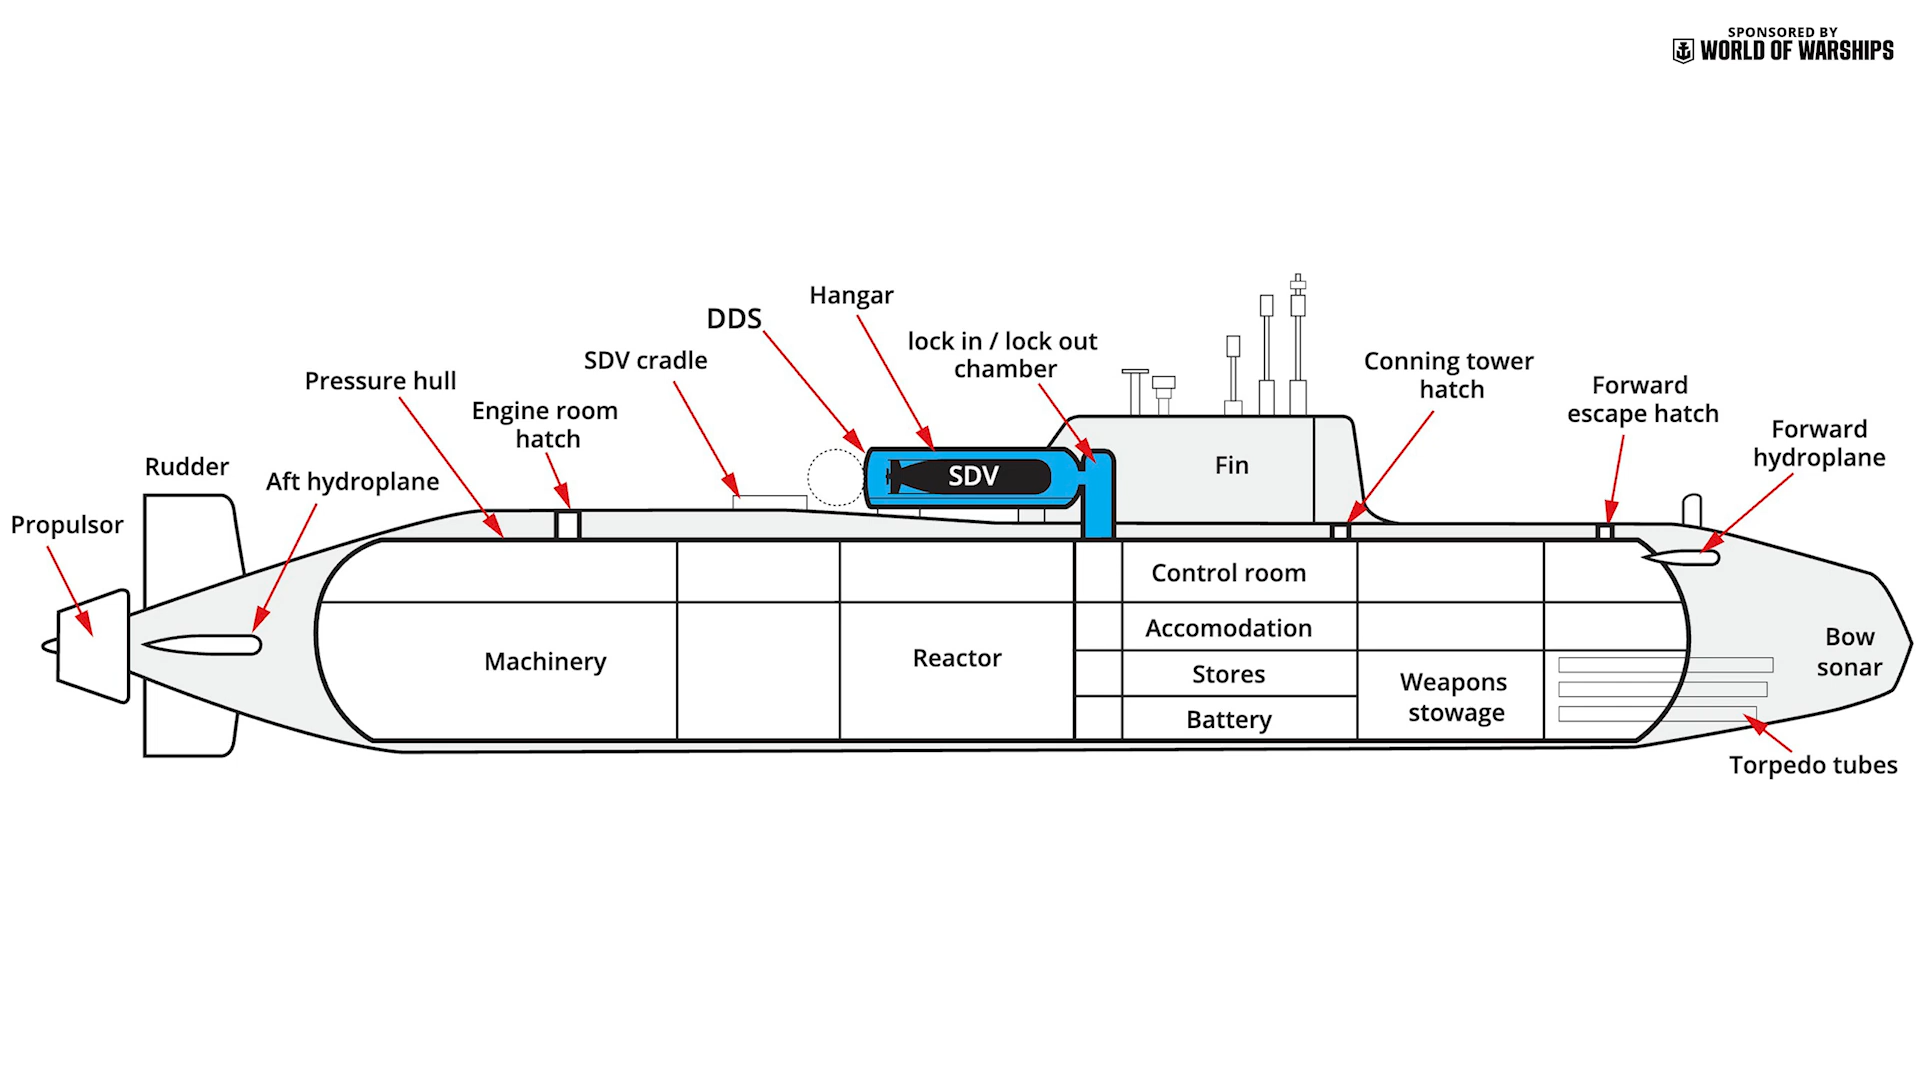 SPONSORED BY
WORLD OF WARSHIPS
Hangar
DDS
lock in / lock out
chamber
SDV cradle
Conning tower
hatch
Pressure hull
Forward
escape hatch
Engine room
hatch
Forward
hydroplane
Rudder
Aft hydroplane
SDV
Fin
Propulsor
Control room
Accomodation
Machinery
Reactor
Stores
Battery
Weapons
stowage
Bow
sonar
Torpedo tubes